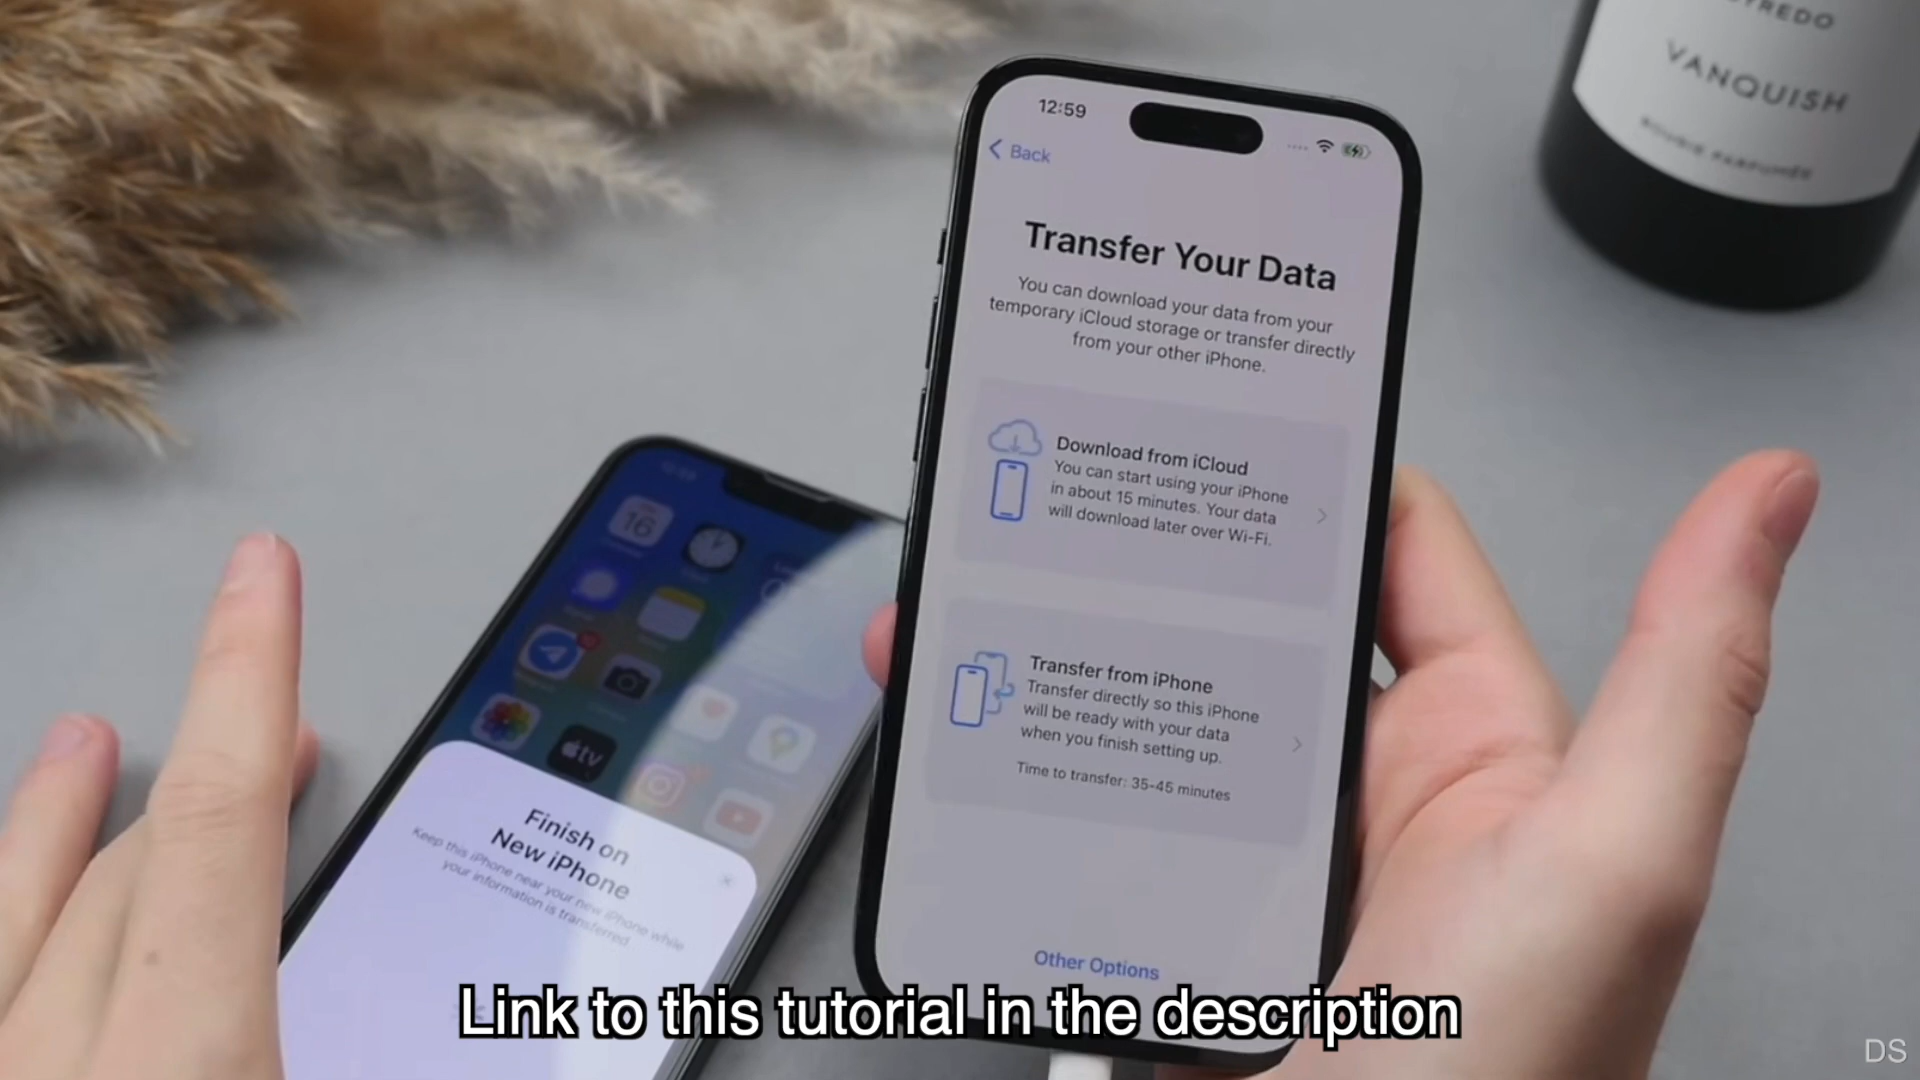 12:59
Back
Transfer Your Data
You can download your data from your
temporary iCloud storage or transfer directly
from your other iPhone.
Download from iCloud
You can start using your iPhone
in about 15 minutes. Your data
will download later over Wi-Fi.
Transfer from iPhone
Transfer directly so this iPhone
will be ready with your data
when you finish setting up.
Time to transfer: 35-45 minutes
Other Options
16
tv
Finish on
New iPhone
Keep this iPhone near your new iPhone while
your information is transferred.
VANQUISH
BOUGIE PARFUMÉE
Link to this tutorial in the description
DS